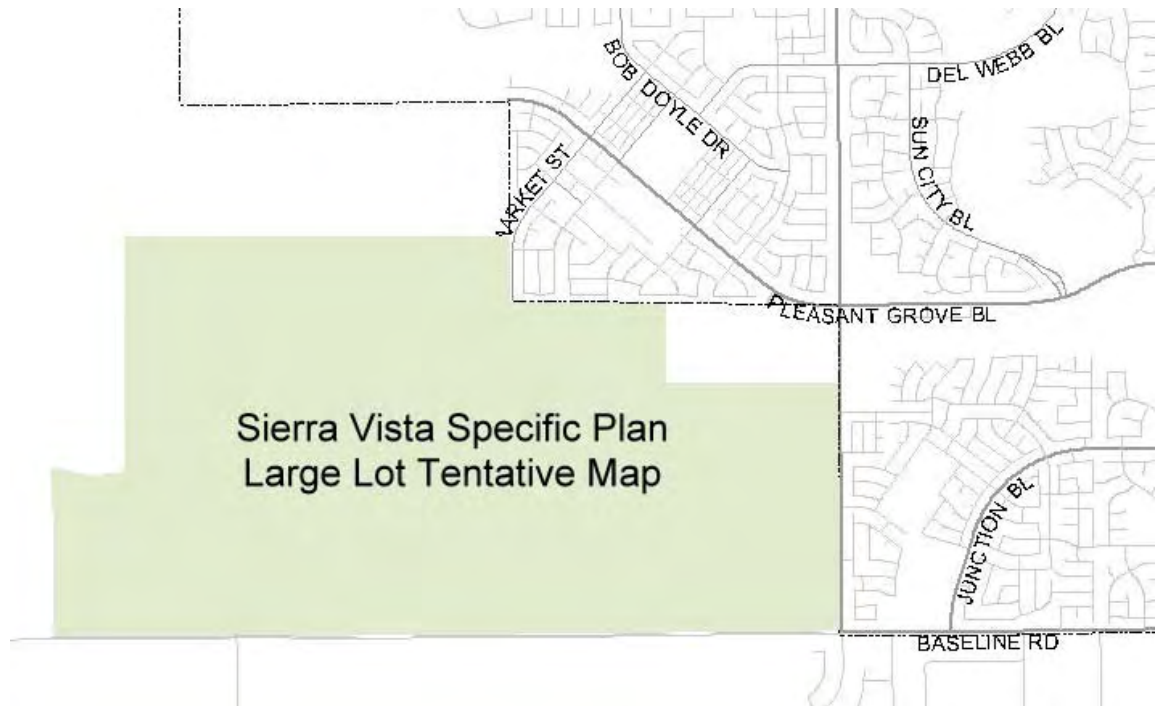 BOB DOYLE DR
DEL WEBB BL
SUN CITY BL
MARKET ST
PLEASANT GROVE BL
Sierra Vista Specific Plan
Large Lot Tentative Map
JUNCTION BL
BASELINE RD